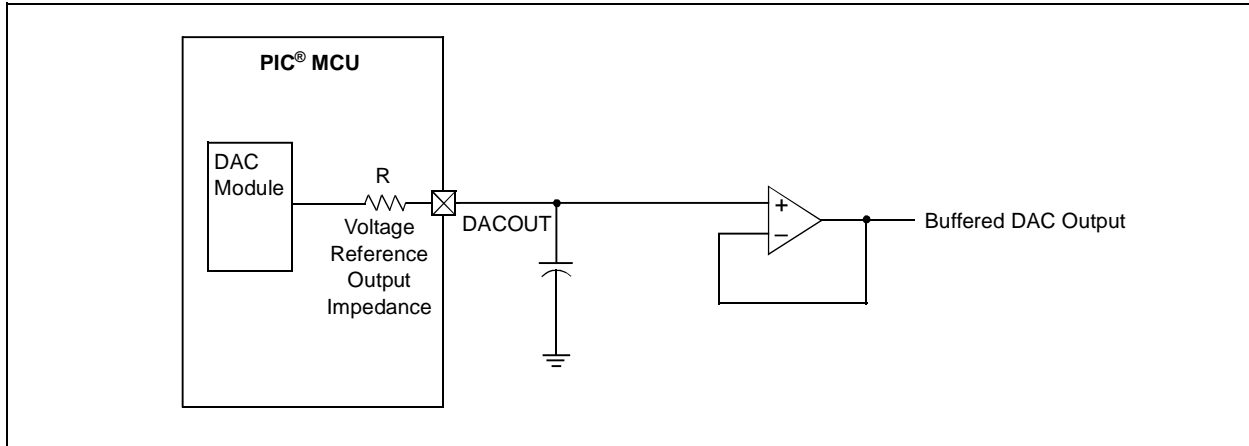 PIC® MCU
DAC
Module
R
Voltage
Reference
Output
Impedance
DACOUT
+
–
Buffered DAC Output